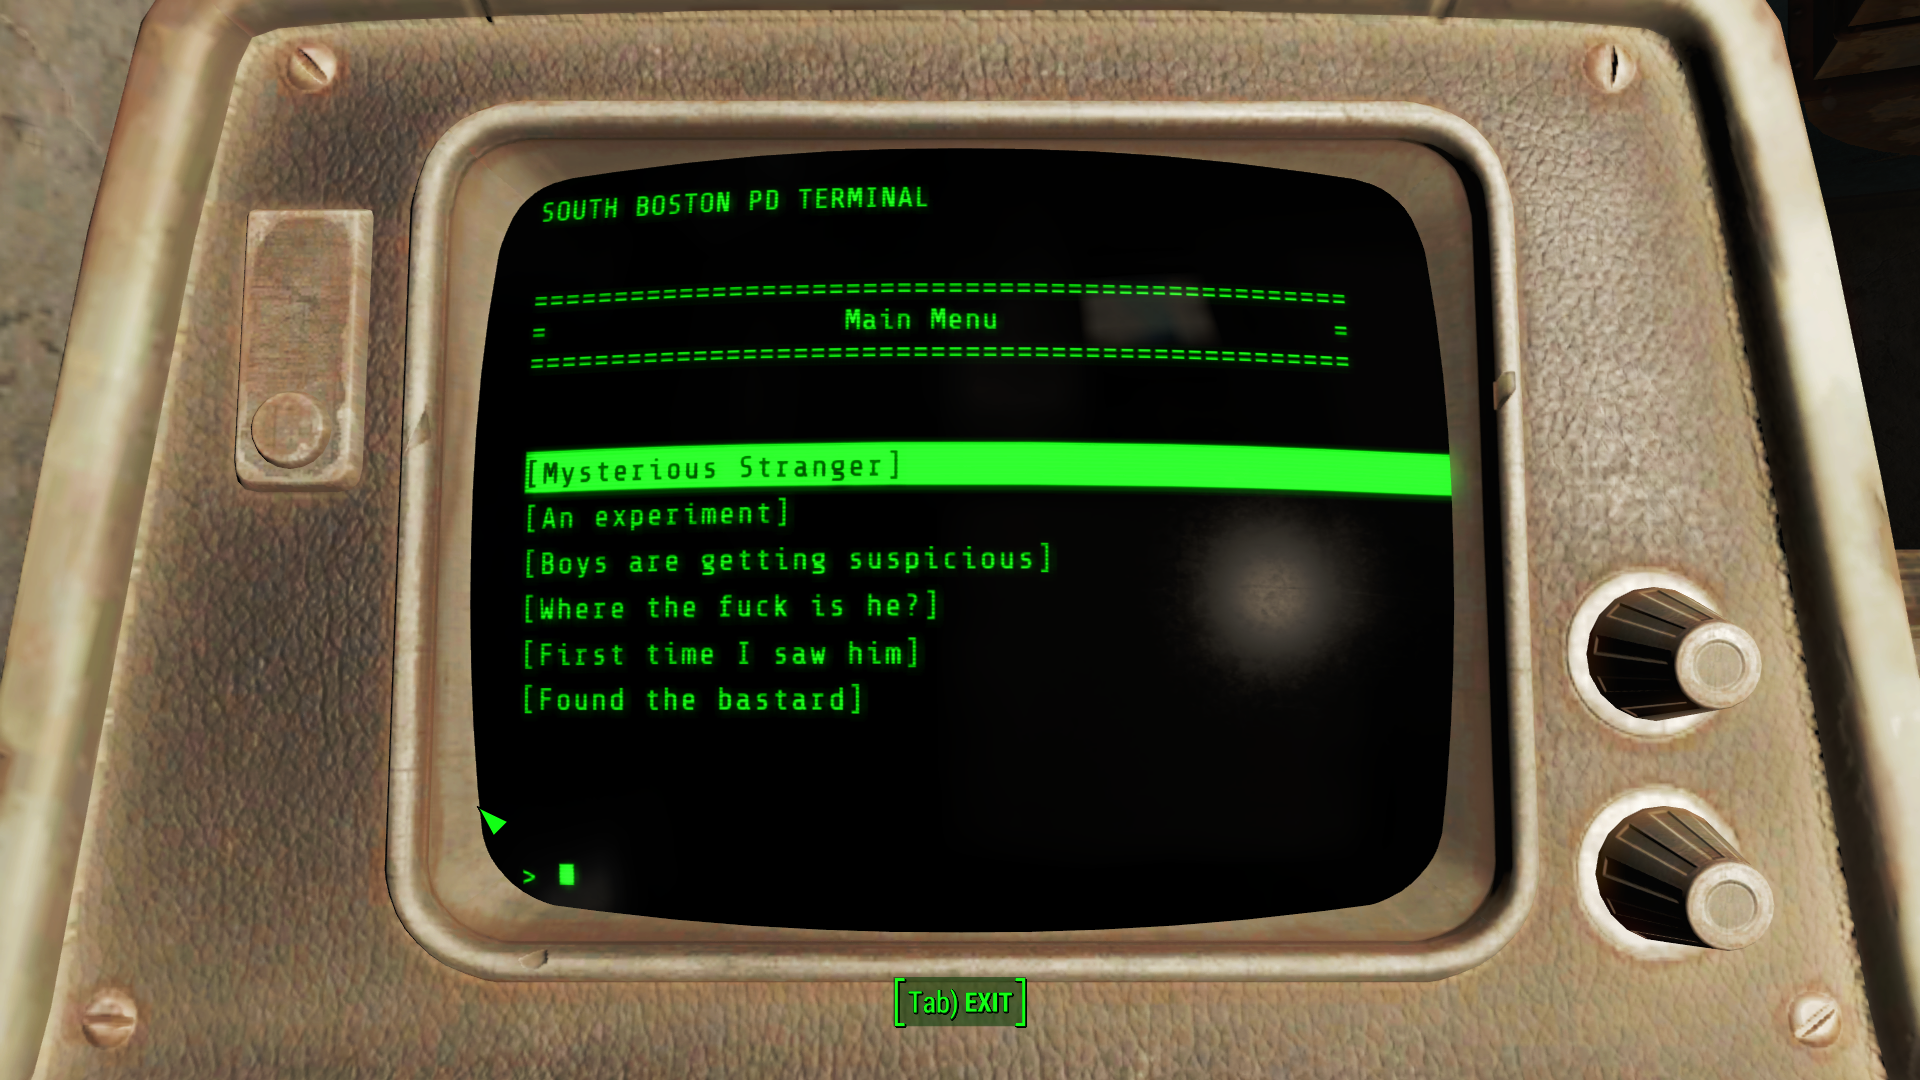 SOUTH BOSTON PD TERMINAL
==================================================
= Main Menu =
==================================================
[Mysterious Stranger]
[An experiment]
[Boys are getting suspicious]
[Where the fuck is he?]
[First time I saw him]
[Found the bastard]
>
[Tab) EXIT]